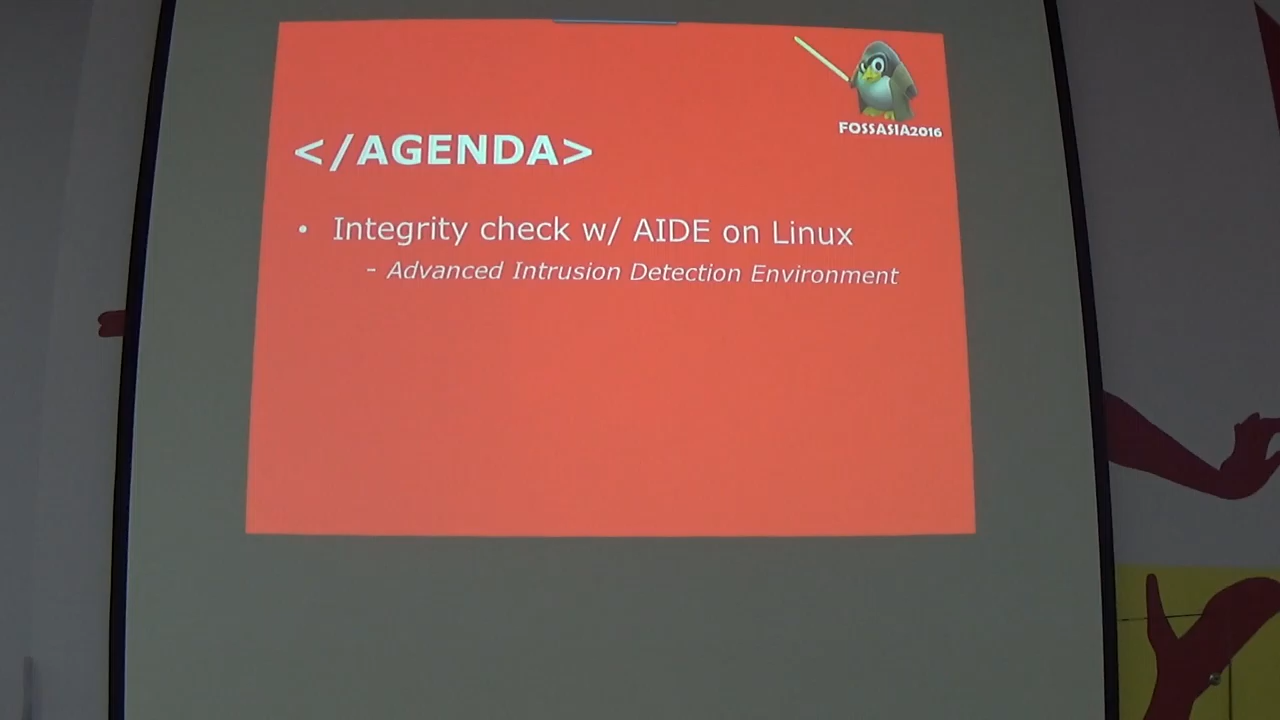 FOSSASIA2016
</AGENDA>
• Integrity check w/ AIDE on Linux
- Advanced Intrusion Detection Environment